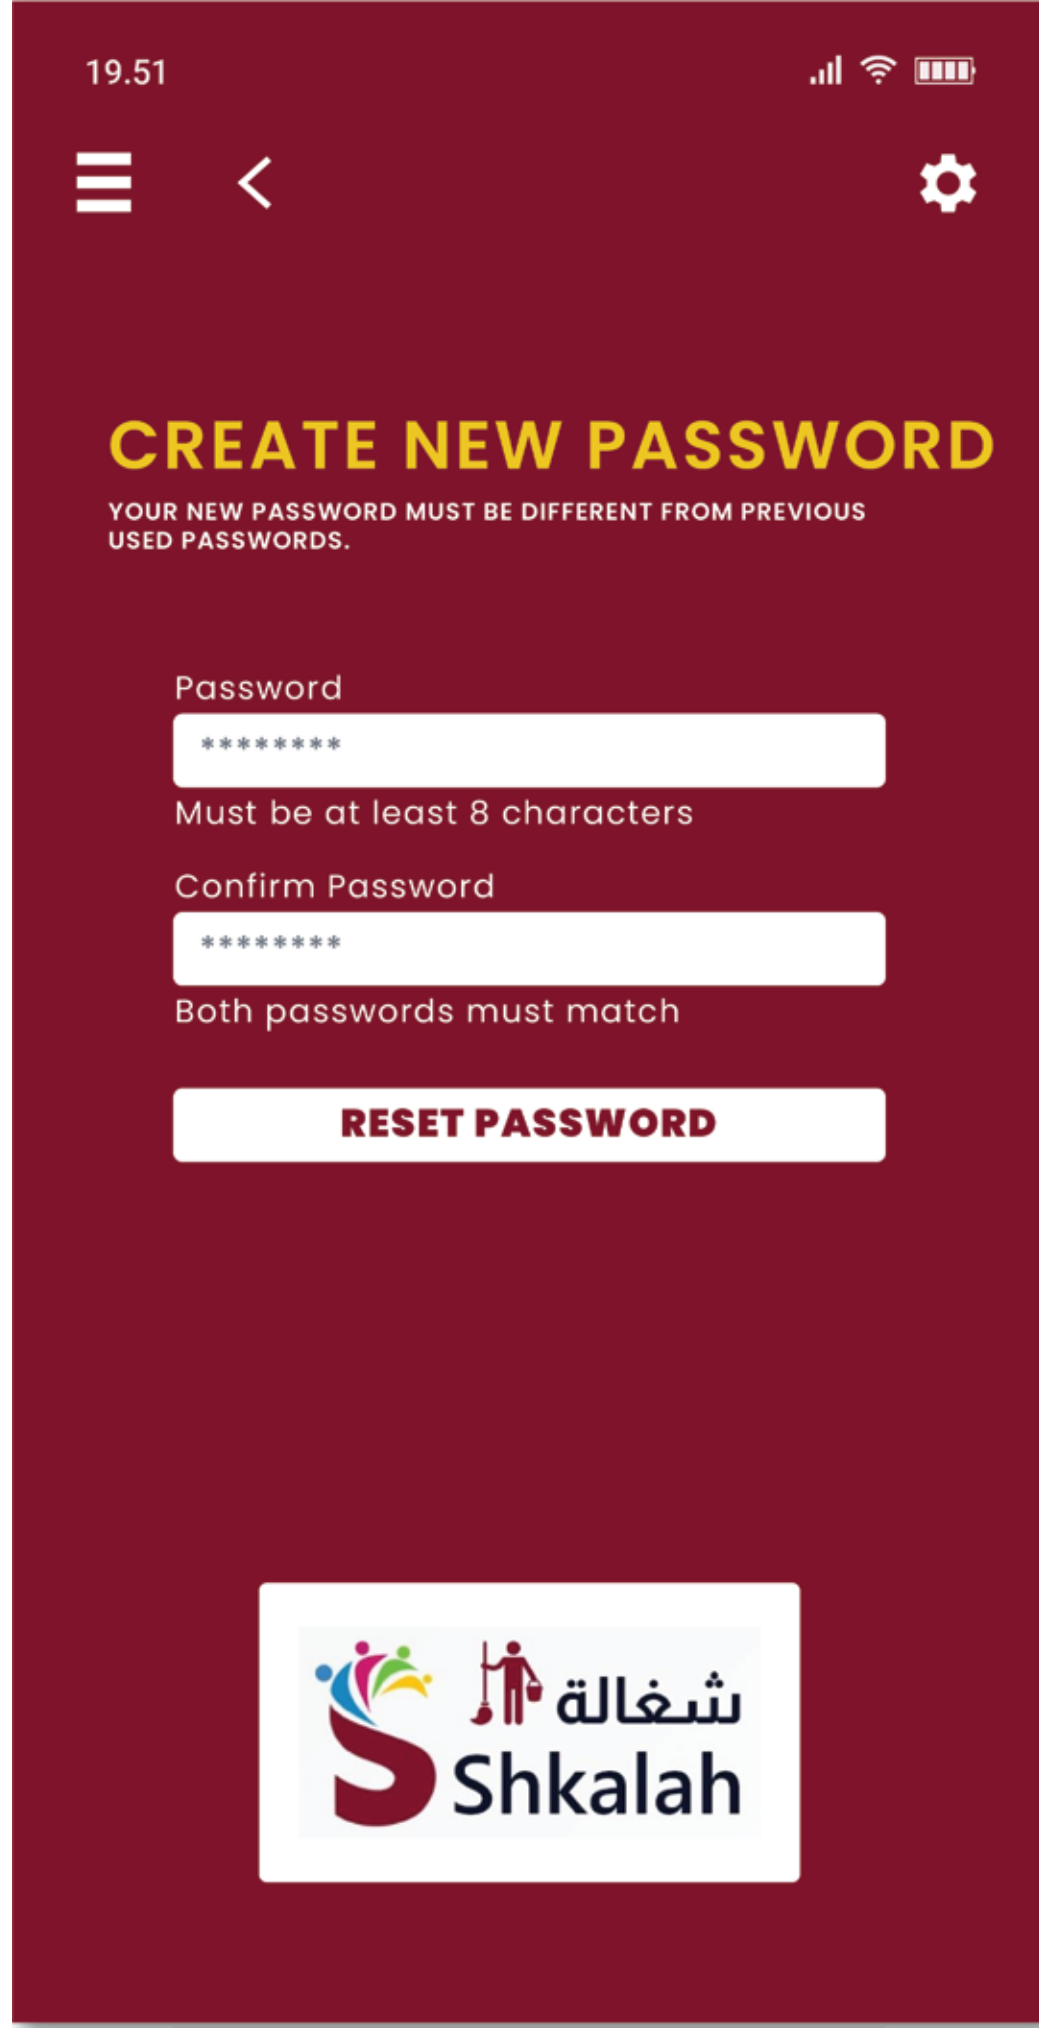 19.51
CREATE NEW PASSWORD
YOUR NEW PASSWORD MUST BE DIFFERENT FROM PREVIOUS
USED PASSWORDS.
Password
********
Must be at least 8 characters
Confirm Password
********
Both passwords must match
RESET PASSWORD
شغالة
S Shkalah